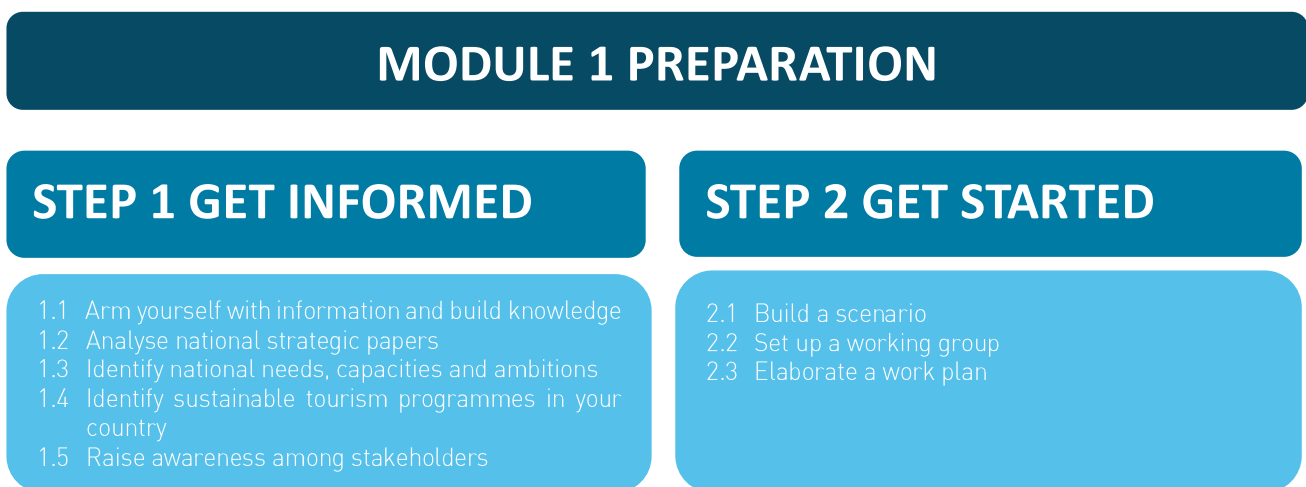 MODULE 1 PREPARATION
STEP 1 GET INFORMED
1.1 Arm yourself with information and build knowledge
1.2 Analyse national strategic papers
1.3 Identify national needs, capacities and ambitions
1.4 Identify sustainable tourism programmes in your
country
1.5 Raise awareness among stakeholders
STEP 2 GET STARTED
2.1 Build a scenario
2.2 Set up a working group
2.3 Elaborate a work plan